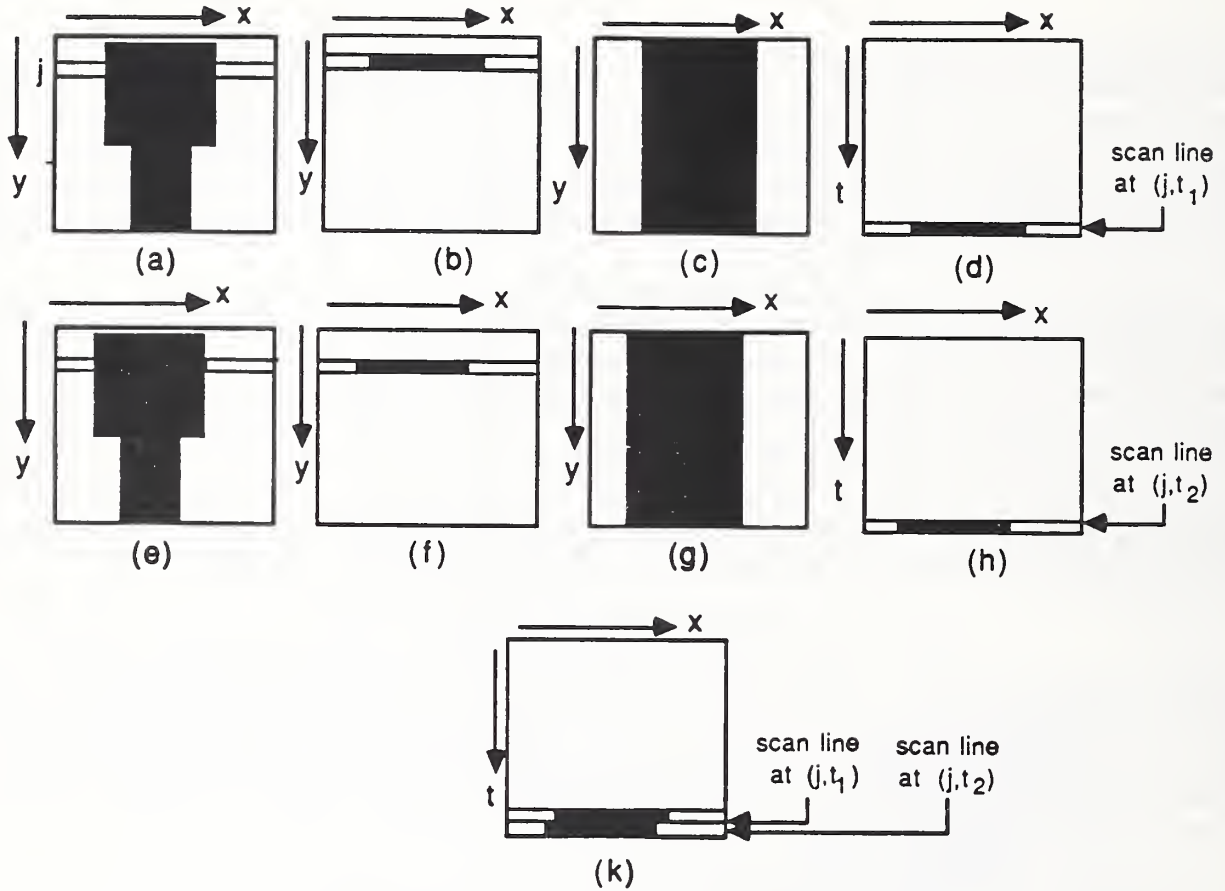 x
x
x
x
j
y
y
y
t
scan line
at (j,t1)
(a)
(b)
(c)
(d)
x
x
x
x
y
y
y
t
scan line
at (j,t2)
(e)
(f)
(g)
(h)
x
t
scan line
at (j,t1)
scan line
at (j,t2)
(k)